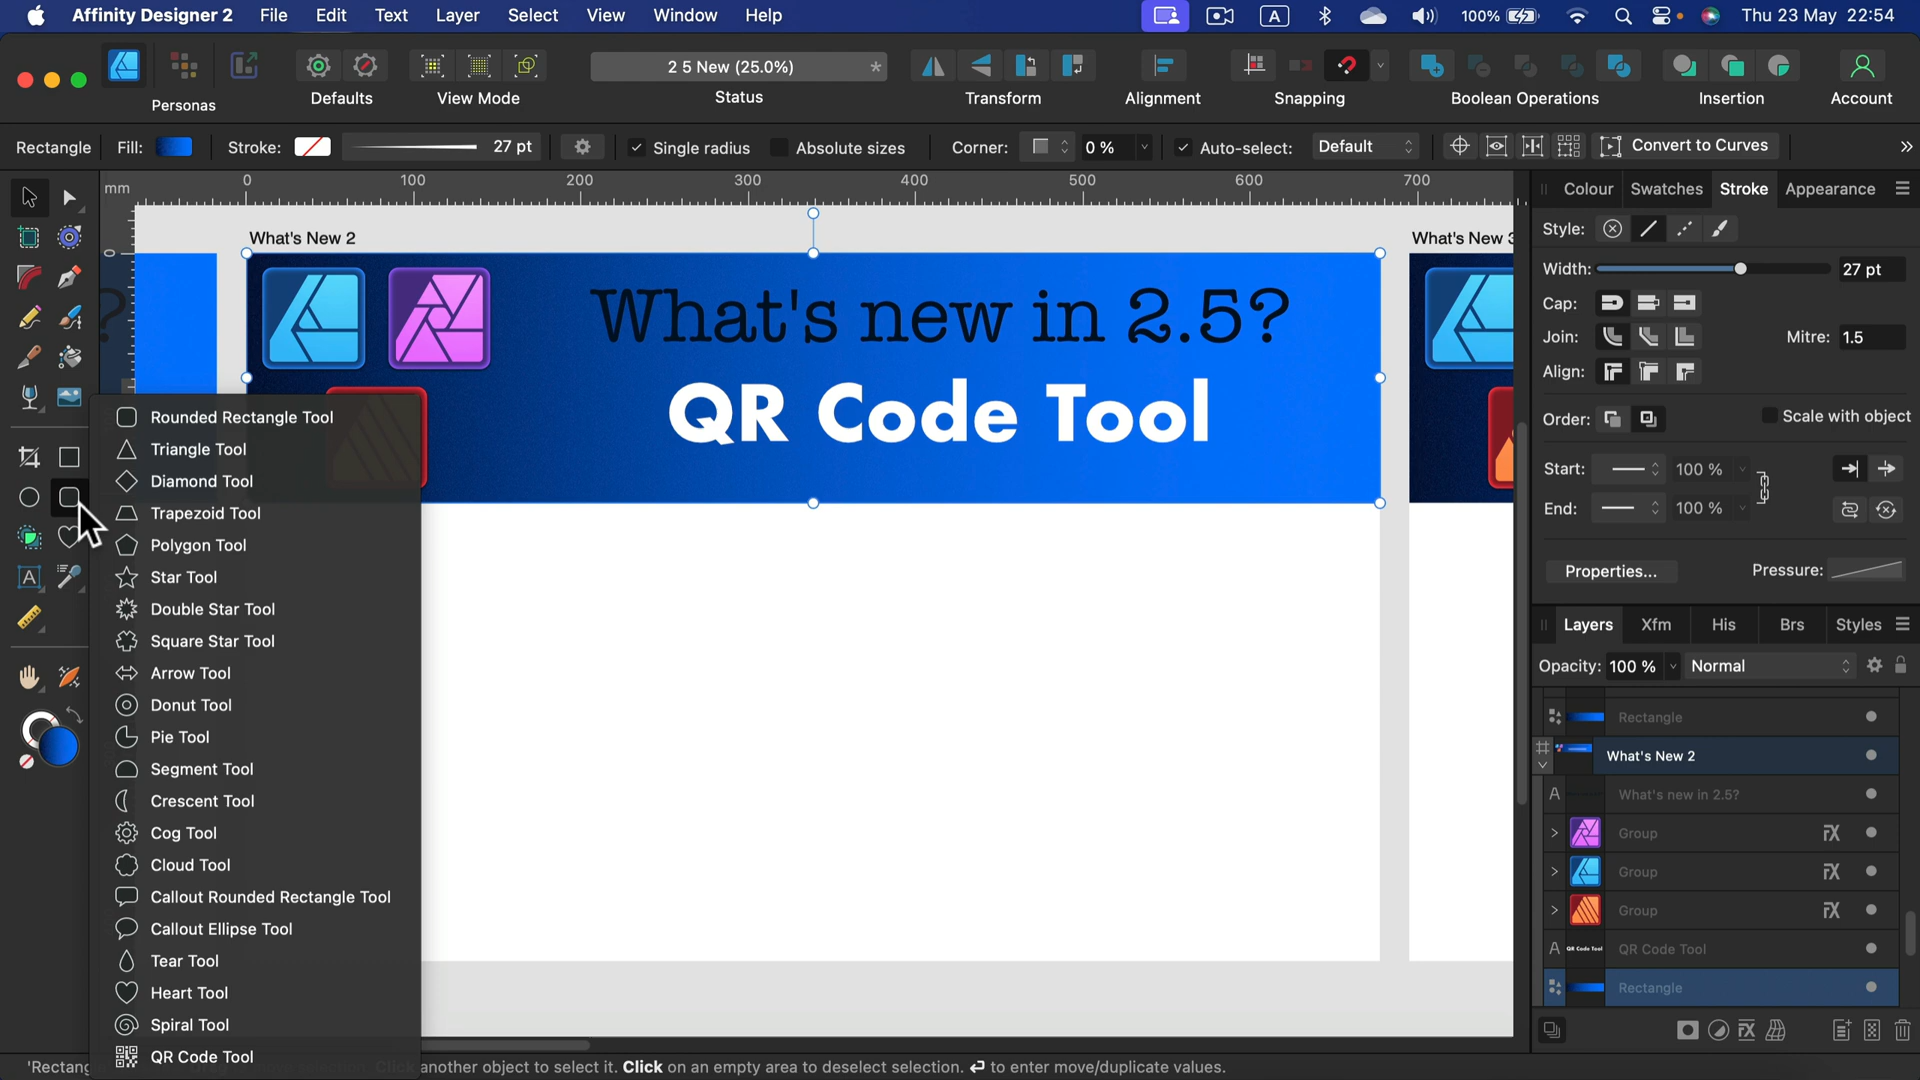 Affinity Designer 2 File Edit Text Layer Select View Window Help
A 100% Thu 23 May 22:54
2 5 New (25.0%) *
Personas Defaults View Mode Status Transform Alignment Snapping Boolean Operations Insertion Account
Rectangle Fill: Stroke: 27 pt Single radius Absolute sizes Corner: 0 % Auto-select: Default Convert to Curves
mm 0 100 200 300 400 500 600 700
0
What's New 2
What's New 3
What's new in 2.5?
QR Code Tool
?
Rounded Rectangle Tool
Triangle Tool
Diamond Tool
Trapezoid Tool
Polygon Tool
Star Tool
Double Star Tool
Square Star Tool
Arrow Tool
Donut Tool
Pie Tool
Segment Tool
Crescent Tool
Cog Tool
Cloud Tool
Callout Rounded Rectangle Tool
Callout Ellipse Tool
Tear Tool
Heart Tool
Spiral Tool
QR Code Tool
Colour Swatches Stroke Appearance
Style:
Width: 27 pt
Cap:
Join: Mitre: 1.5
Align:
Order: Scale with object
Start: 100 %
End: 100 %
Properties... Pressure:
Layers Xfm His Brs Styles
Opacity: 100 % Normal
Rectangle
What's New 2
A What's new in 2.5?
Group
Group
Group
A QR Code Tool QR Code Tool
Rectangle
'Rectang another object to select it. Click on an empty area to deselect selection. ↵ to enter move/duplicate values.